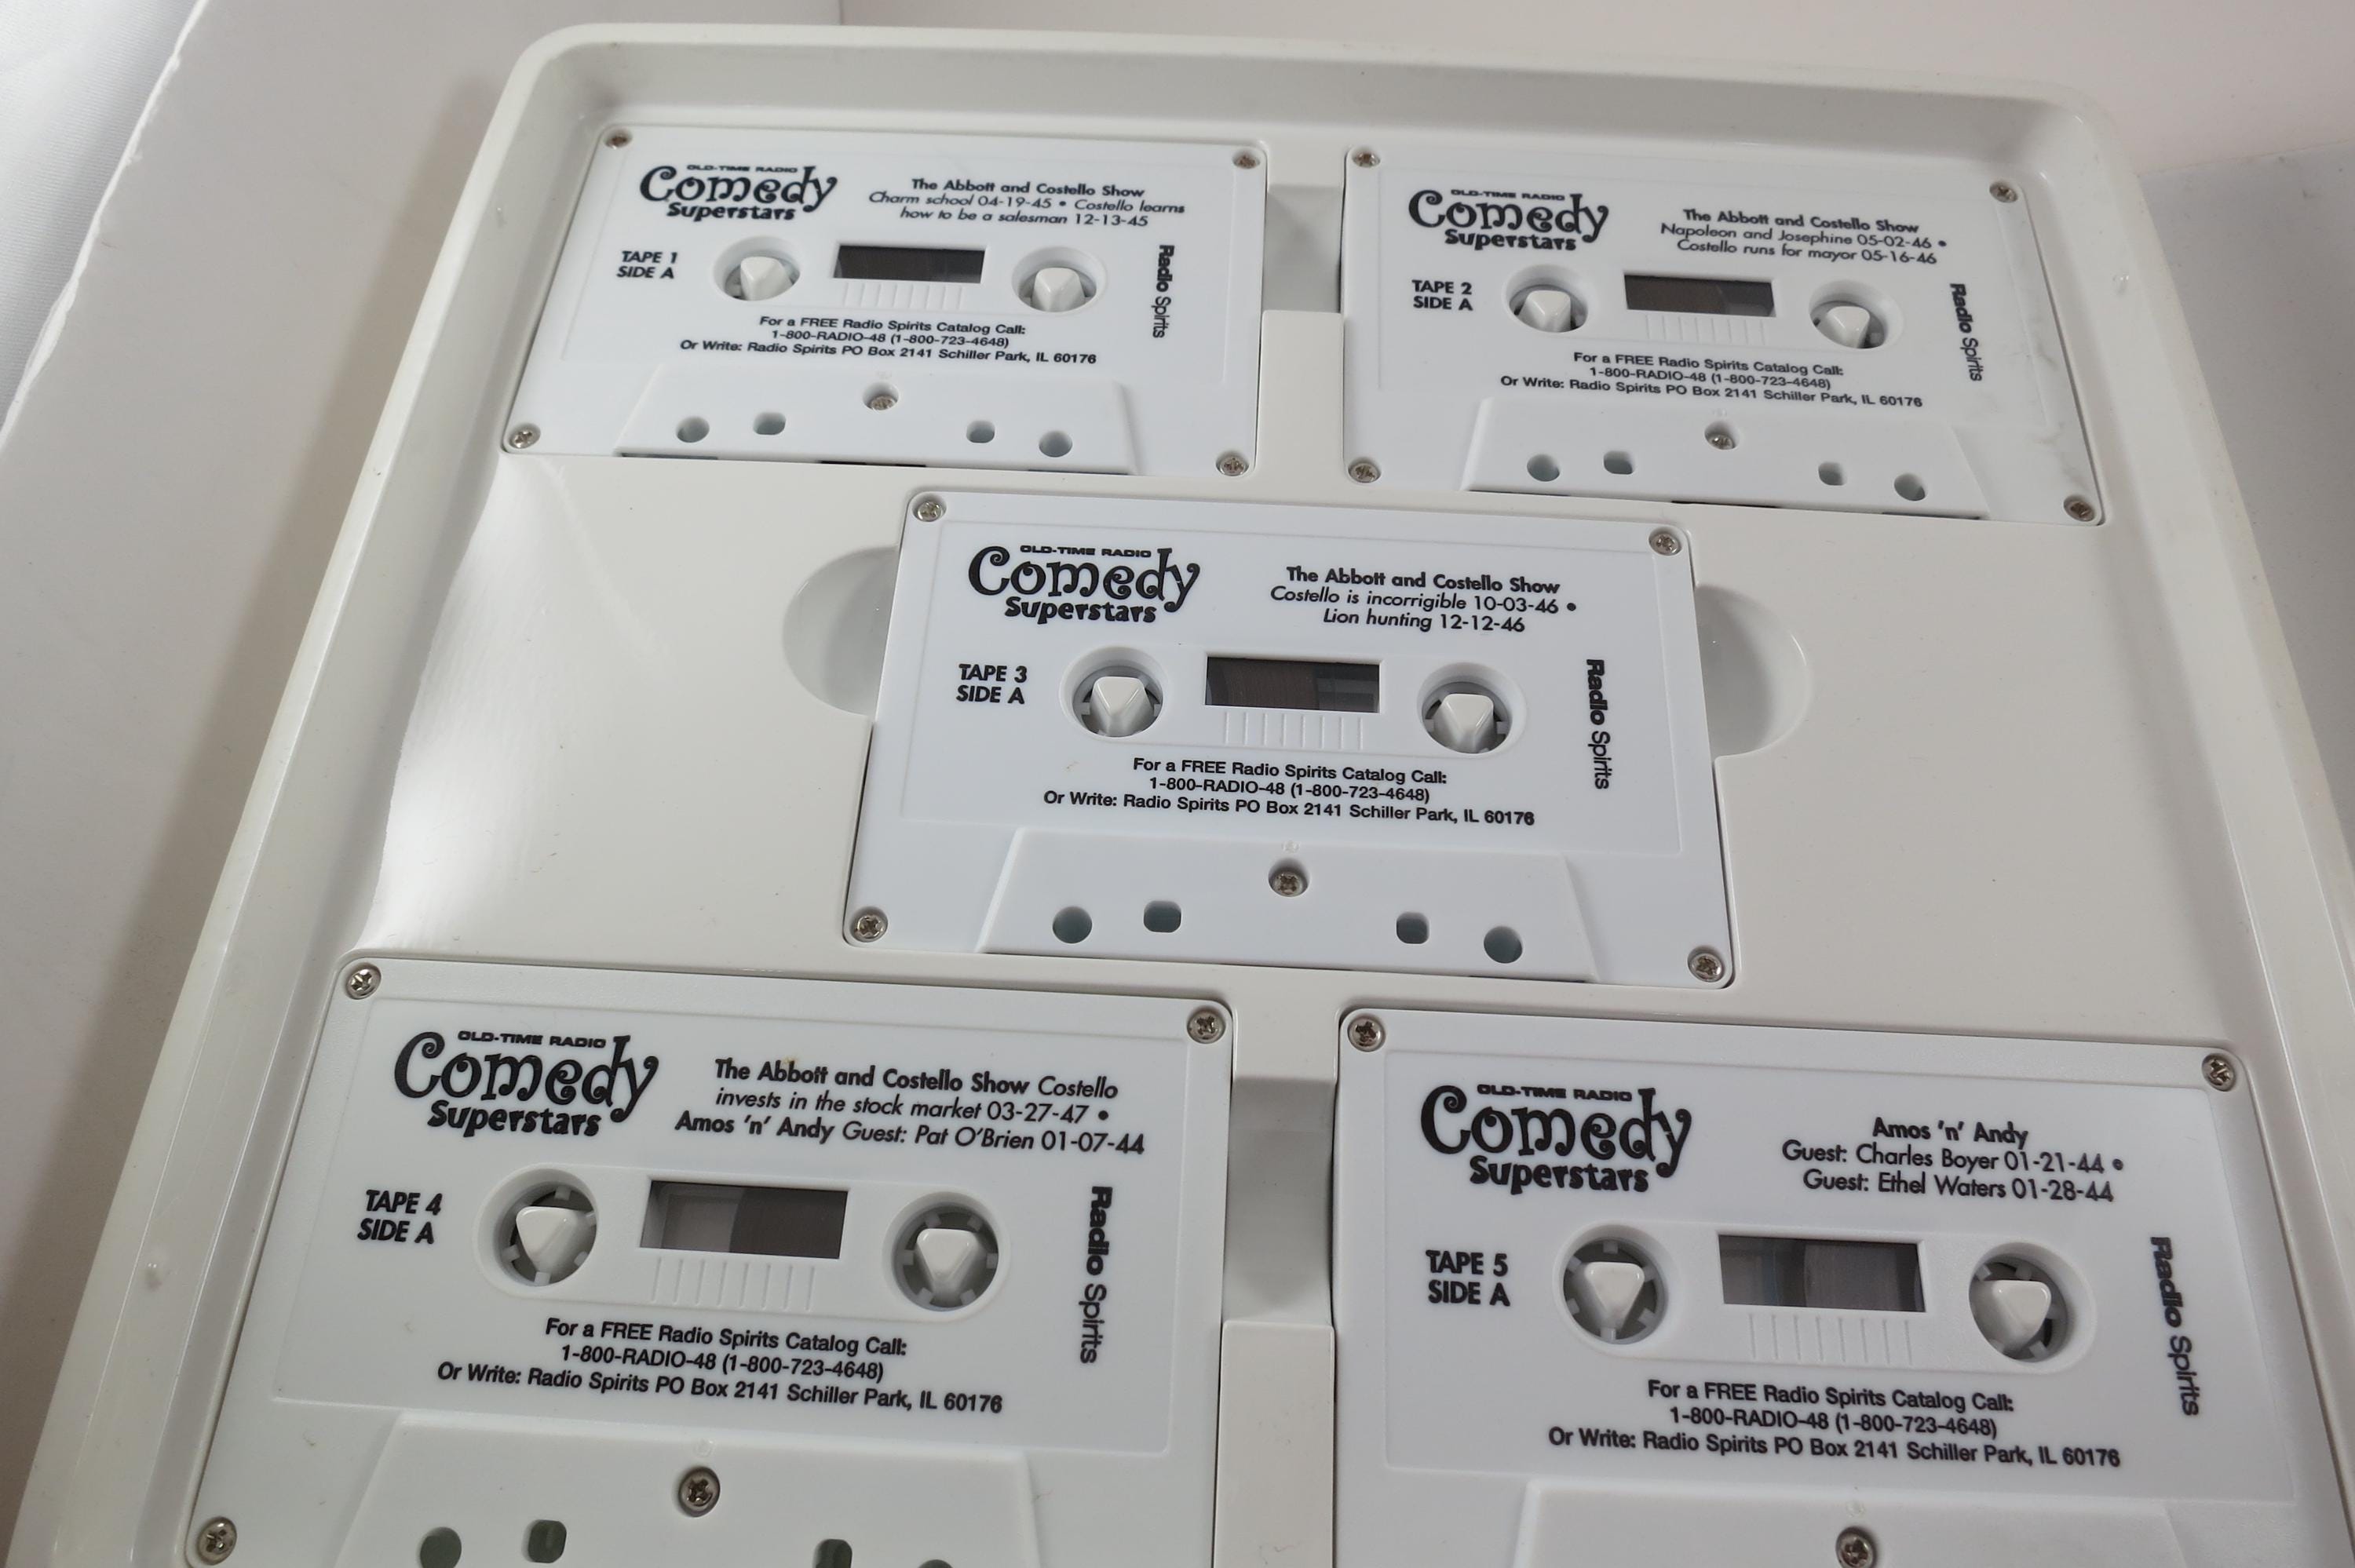 OLD-TIME RADIO
Comedy
Superstars
The Abbott and Costello Show
Charm school 04-19-45 • Costello learns
how to be a salesman 12-13-45
TAPE 1
SIDE A
Radio Spirits
For a FREE Radio Spirits Catalog Call:
1-800-RADIO-48 (1-800-723-4648)
Or Write: Radio Spirits PO Box 2141 Schiller Park, IL 60176
OLD-TIME RADIO
Comedy
Superstars
The Abbott and Costello Show
Napoleon and Josephine 05-02-46 •
Costello runs for mayor 05-16-46
TAPE 2
SIDE A
Radio Spirits
For a FREE Radio Spirits Catalog Call:
1-800-RADIO-48 (1-800-723-4648)
Or Write: Radio Spirits PO Box 2141 Schiller Park, IL 60176
OLD-TIME RADIO
Comedy
Superstars
The Abbott and Costello Show
Costello is incorrigible 10-03-46 •
Lion hunting 12-12-46
TAPE 3
SIDE A
Radio Spirits
For a FREE Radio Spirits Catalog Call:
1-800-RADIO-48 (1-800-723-4648)
Or Write: Radio Spirits PO Box 2141 Schiller Park, IL 60176
OLD-TIME RADIO
Comedy
Superstars
The Abbott and Costello Show Costello
invests in the stock market 03-27-47 •
Amos 'n' Andy Guest: Pat O'Brien 01-07-44
TAPE 4
SIDE A
Radio Spirits
For a FREE Radio Spirits Catalog Call:
1-800-RADIO-48 (1-800-723-4648)
Or Write: Radio Spirits PO Box 2141 Schiller Park, IL 60176
OLD-TIME RADIO
Comedy
Superstars
Amos 'n' Andy
Guest: Charles Boyer 01-21-44 •
Guest: Ethel Waters 01-28-44
TAPE 5
SIDE A
Radio Spirits
For a FREE Radio Spirits Catalog Call:
1-800-RADIO-48 (1-800-723-4648)
Or Write: Radio Spirits PO Box 2141 Schiller Park, IL 60176